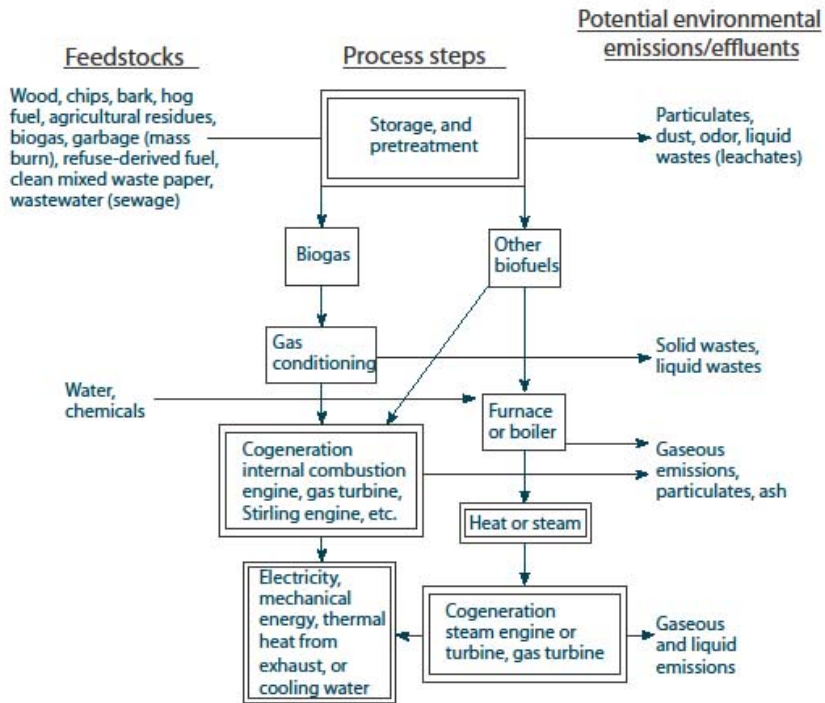 Feedstocks
Process steps
Potential environmental
emissions/effluents
Wood, chips, bark, hog
fuel, agricultural residues,
biogas, garbage (mass
burn), refuse-derived fuel,
clean mixed waste paper,
wastewater (sewage)
Storage, and
pretreatment
Particulates,
dust, odor, liquid
wastes (leachates)
Biogas
Other
biofuels
Gas
conditioning
Solid wastes,
liquid wastes
Water,
chemicals
Furnace
or boiler
Cogeneration
internal combustion
engine, gas turbine,
Stirling engine, etc.
Gaseous
emissions,
particulates, ash
Heat or steam
Electricity,
mechanical
energy, thermal
heat from
exhaust, or
cooling water
Cogeneration
steam engine or
turbine, gas turbine
Gaseous
and liquid
emissions